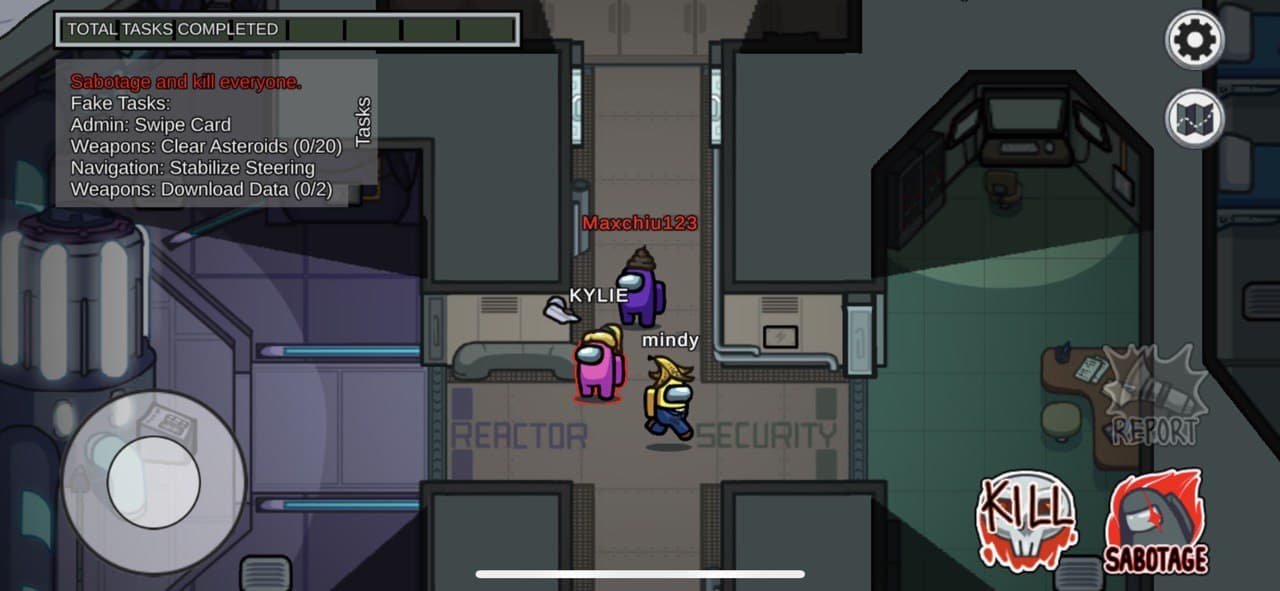 TOTAL TASKS COMPLETED
Sabotage and kill everyone.
Fake Tasks:
Admin: Swipe Card
Weapons: Clear Asteroids (0/20)
Navigation: Stabilize Steering
Weapons: Download Data (0/2)
Tasks
Maxchiu123
KYLIE
mindy
REACTOR
SECURITY
REPORT
KILL
SABOTAGE